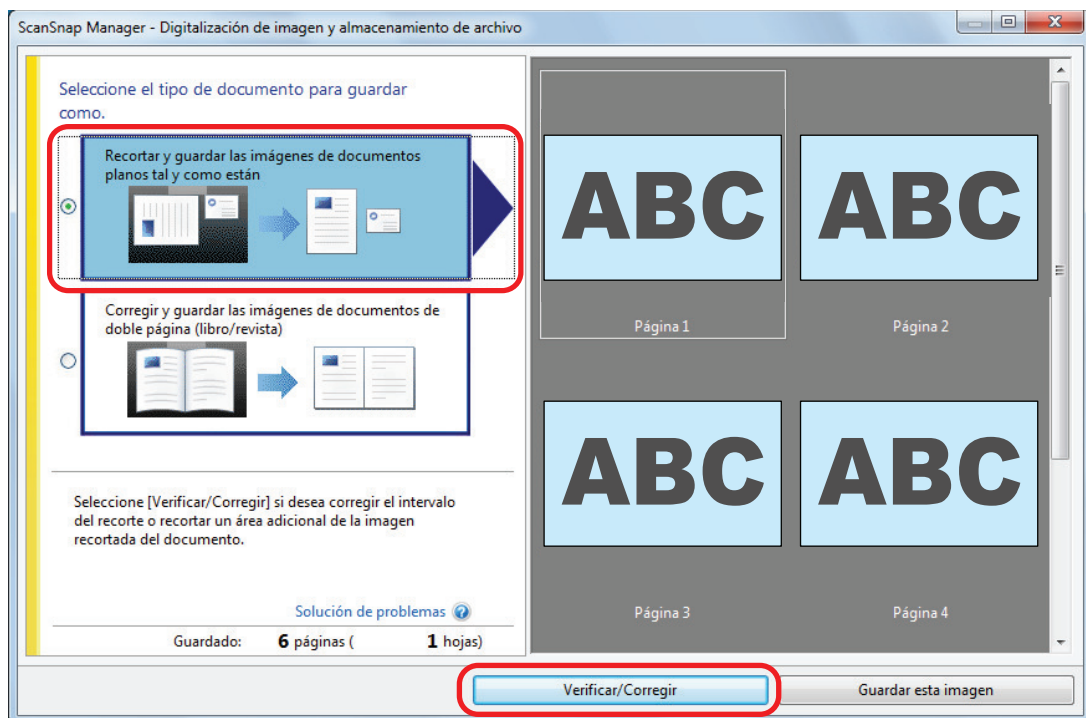 ScanSnap Manager - Digitalización de imagen y almacenamiento de archivo
Seleccione el tipo de documento para guardar
como.
Recortar y guardar las imágenes de documentos
planos tal y como están
Corregir y guardar las imágenes de documentos de
doble página (libro/revista)
Seleccione [Verificar/Corregir] si desea corregir el intervalo
del recorte o recortar un área adicional de la imagen
recortada del documento.
Solución de problemas
Guardado: 6 páginas ( 1 hojas)
ABC
ABC
Página 1
Página 2
ABC
ABC
Página 3
Página 4
Verificar/Corregir
Guardar esta imagen